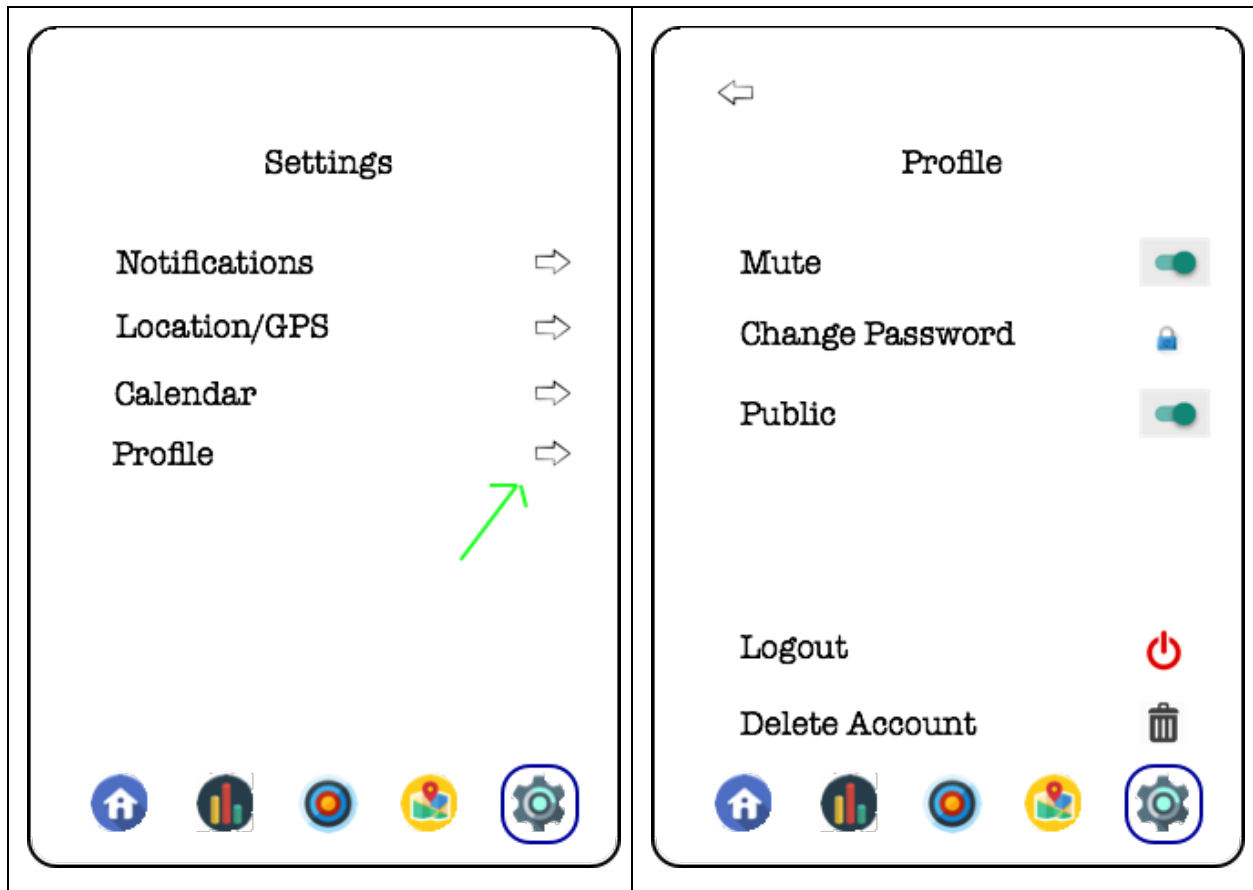 Settings
Notifications
Location/GPS
Calendar
Profile
Profile
Mute
Change Password
Public
Logout
Delete Account